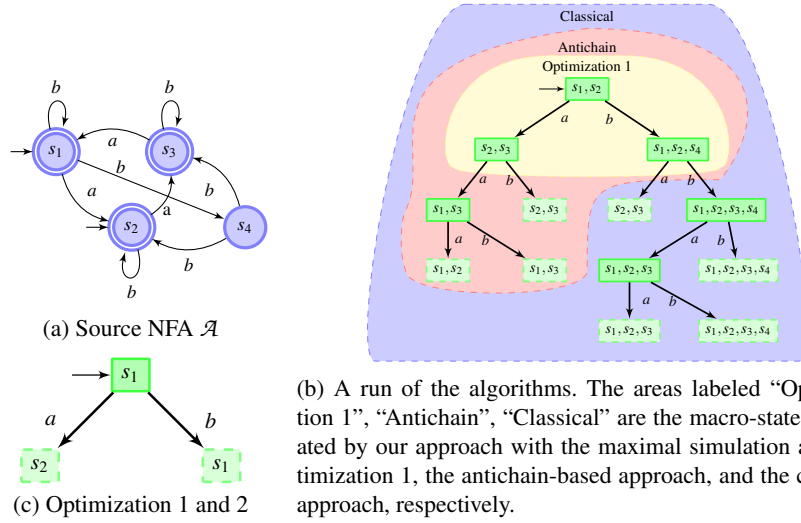 b
b
s1
s3
a
b
a
b
s2
a
s4
b
b
(a) Source NFA 𝒜
s1
a
b
s2
s1
(c) Optimization 1 and 2
Classical
Antichain
Optimization 1
s1,s2
a
b
s2,s3
s1,s2,s4
a
b
a
b
s1,s3
s2,s3
s2,s3
s1,s2,s3,s4
a
b
a
b
s1,s2
s1,s3
s1,s2,s3
s1,s2,s3,s4
a
b
s1,s2,s3
s1,s2,s3,s4
(b) A run of the algorithms. The areas labeled “Op
tion 1”, “Antichain”, “Classical” are the macro-state
ated by our approach with the maximal simulation a
timization 1, the antichain-based approach, and the c
approach, respectively.